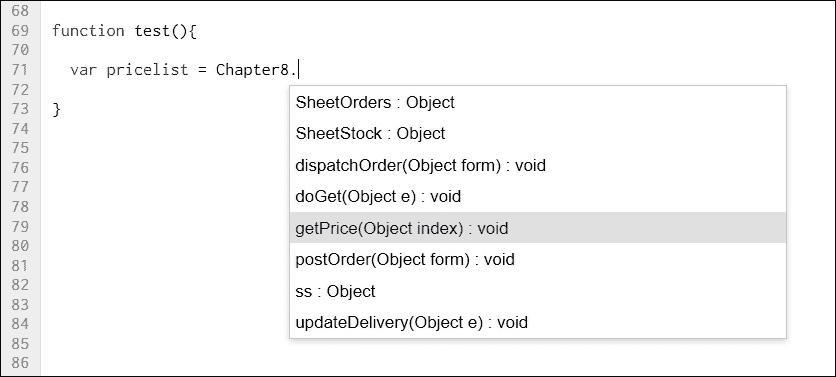 68
69 function test(){
70
71 var pricelist = Chapter8.
72
SheetOrders : Object
73 }
SheetStock : Object
74
75
76 dispatchOrder(Object form) : void
77
78 doGet(Object e) : void
79 getPrice(Object index) : void
80
81 postOrder(Object form) : void
82 ss : Object
83
84 updateDelivery(Object e) : void
85
86